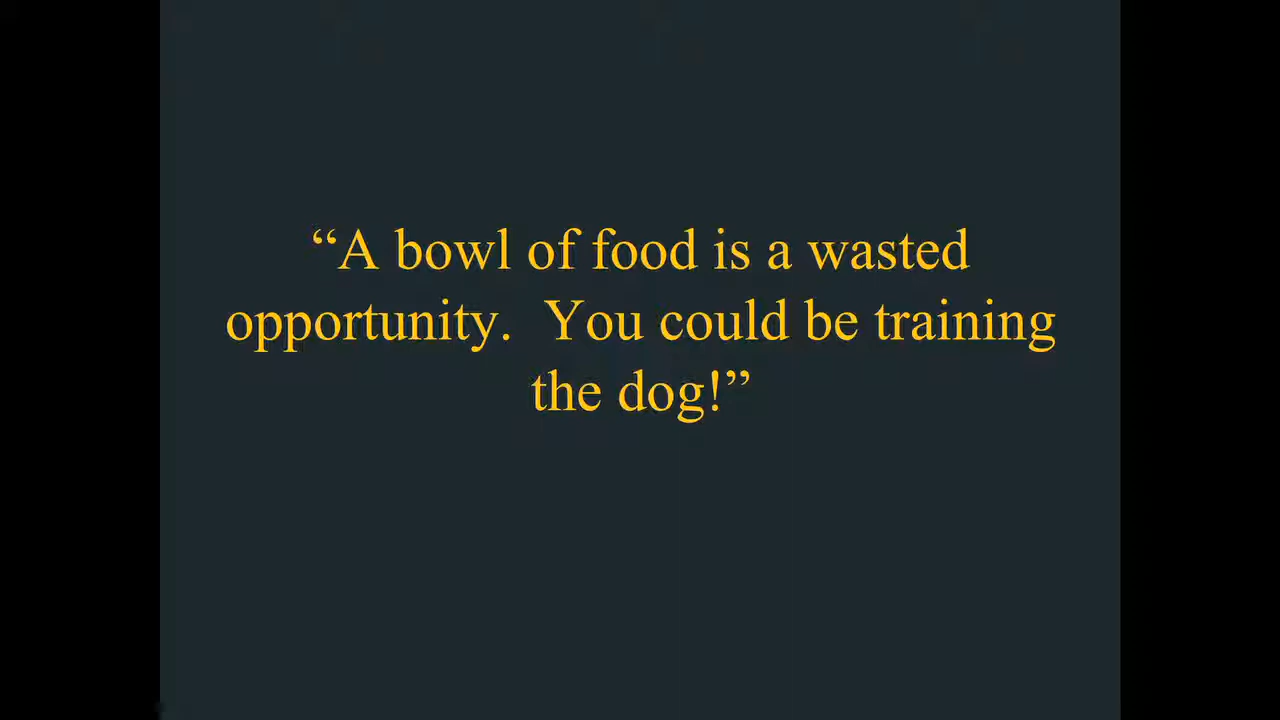 “A bowl of food is a wasted
opportunity.  You could be training
the dog!”